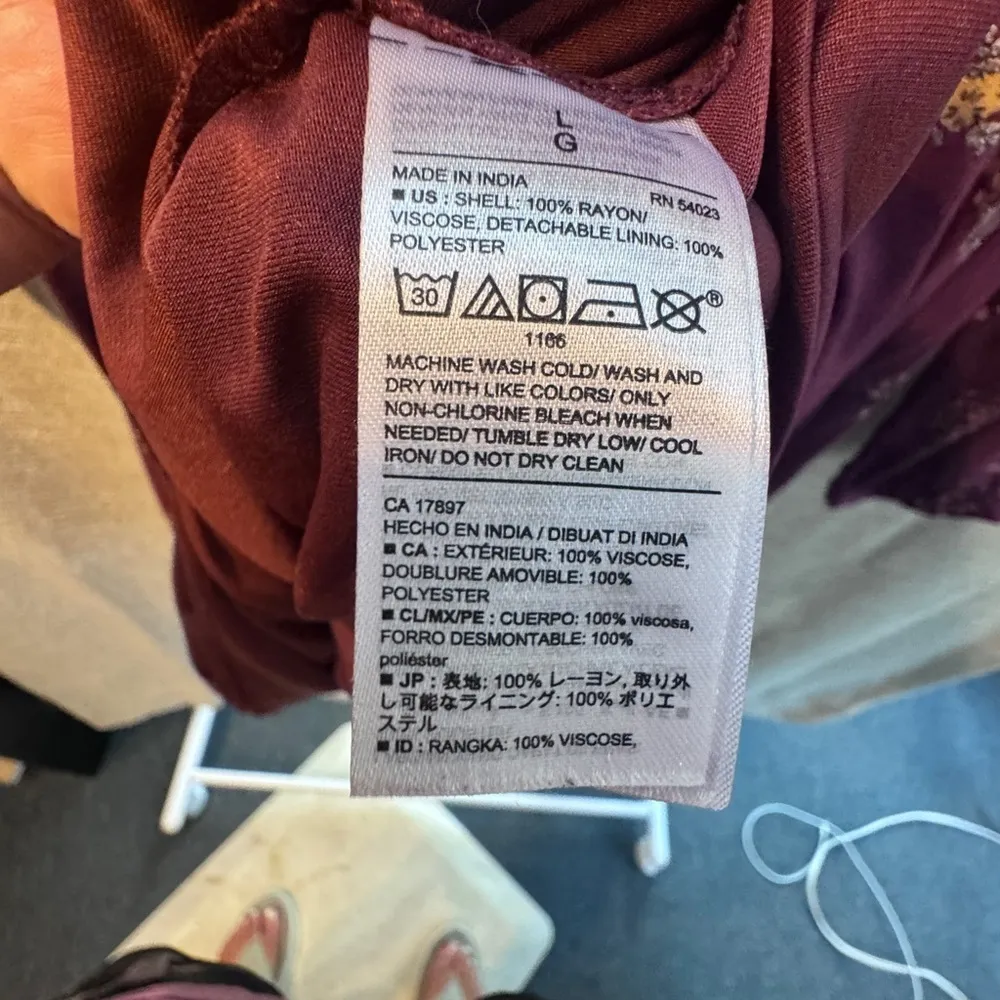 L
G
MADE IN INDIA
RN 54023
■ US : SHELL: 100% RAYON/
VISCOSE, DETACHABLE LINING: 100%
POLYESTER
30
®
1166
MACHINE WASH COLD/ WASH AND
DRY WITH LIKE COLORS/ ONLY
NON-CHLORINE BLEACH WHEN
NEEDED/ TUMBLE DRY LOW/ COOL
IRON/ DO NOT DRY CLEAN
CA 17897
HECHO EN INDIA / DIBUAT DI INDIA
■ CA : EXTÉRIEUR: 100% VISCOSE,
DOUBLURE AMOVIBLE: 100%
POLYESTER
■ CL/MX/PE : CUERPO: 100% viscosa,
FORRO DESMONTABLE: 100%
poliéster
■ JP : 表地: 100% レーヨン, 取り外
し可能なライニング: 100% ポリエ
ステル
■ ID : RANGKA: 100% VISCOSE,